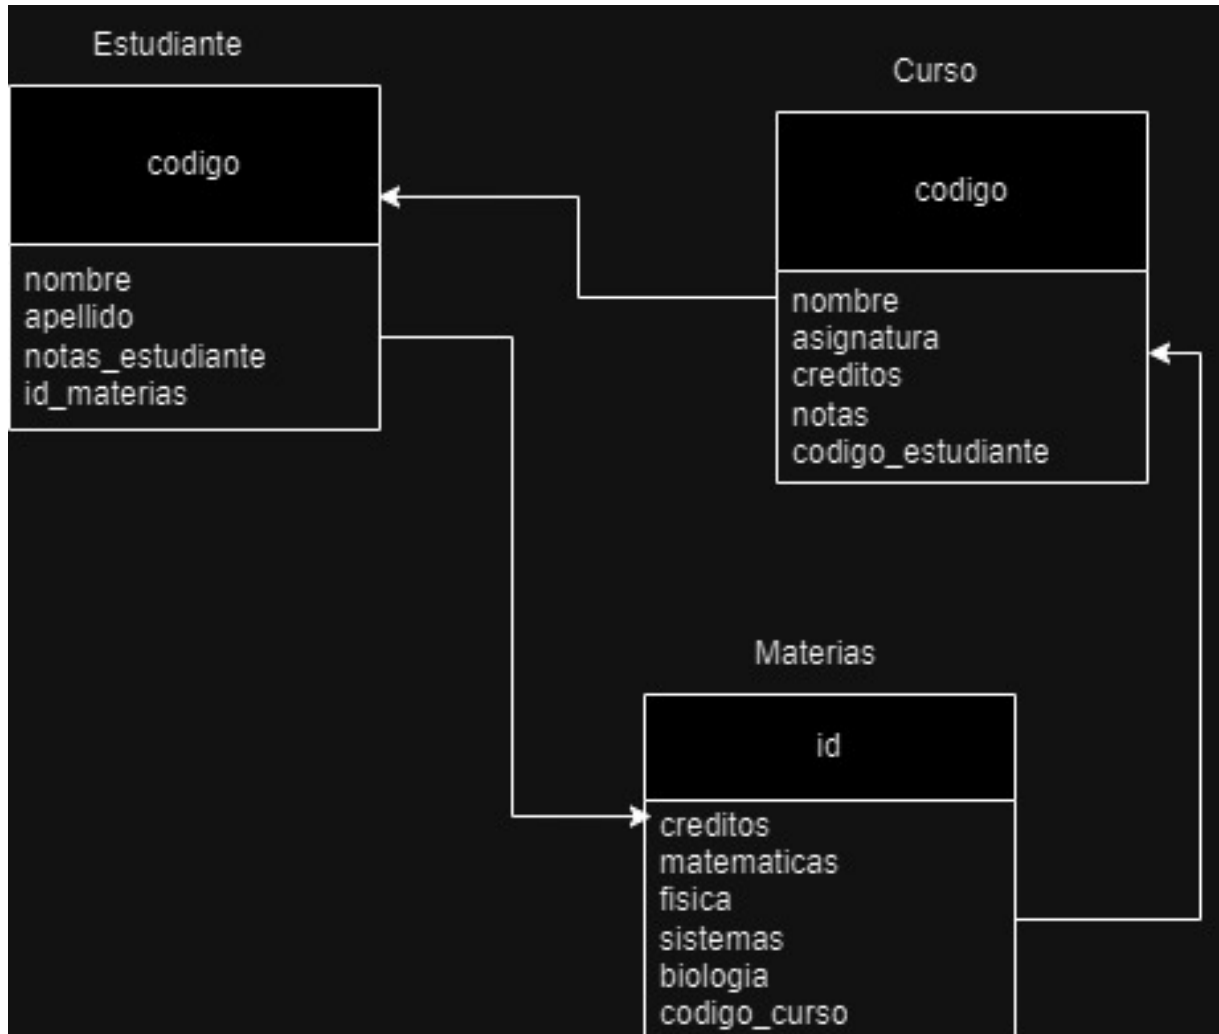 Estudiante
codigo
nombre
apellido
notas_estudiante
id_materias
Curso
codigo
nombre
asignatura
creditos
notas
codigo_estudiante
Materias
id
creditos
matematicas
fisica
sistemas
biologia
codigo_curso